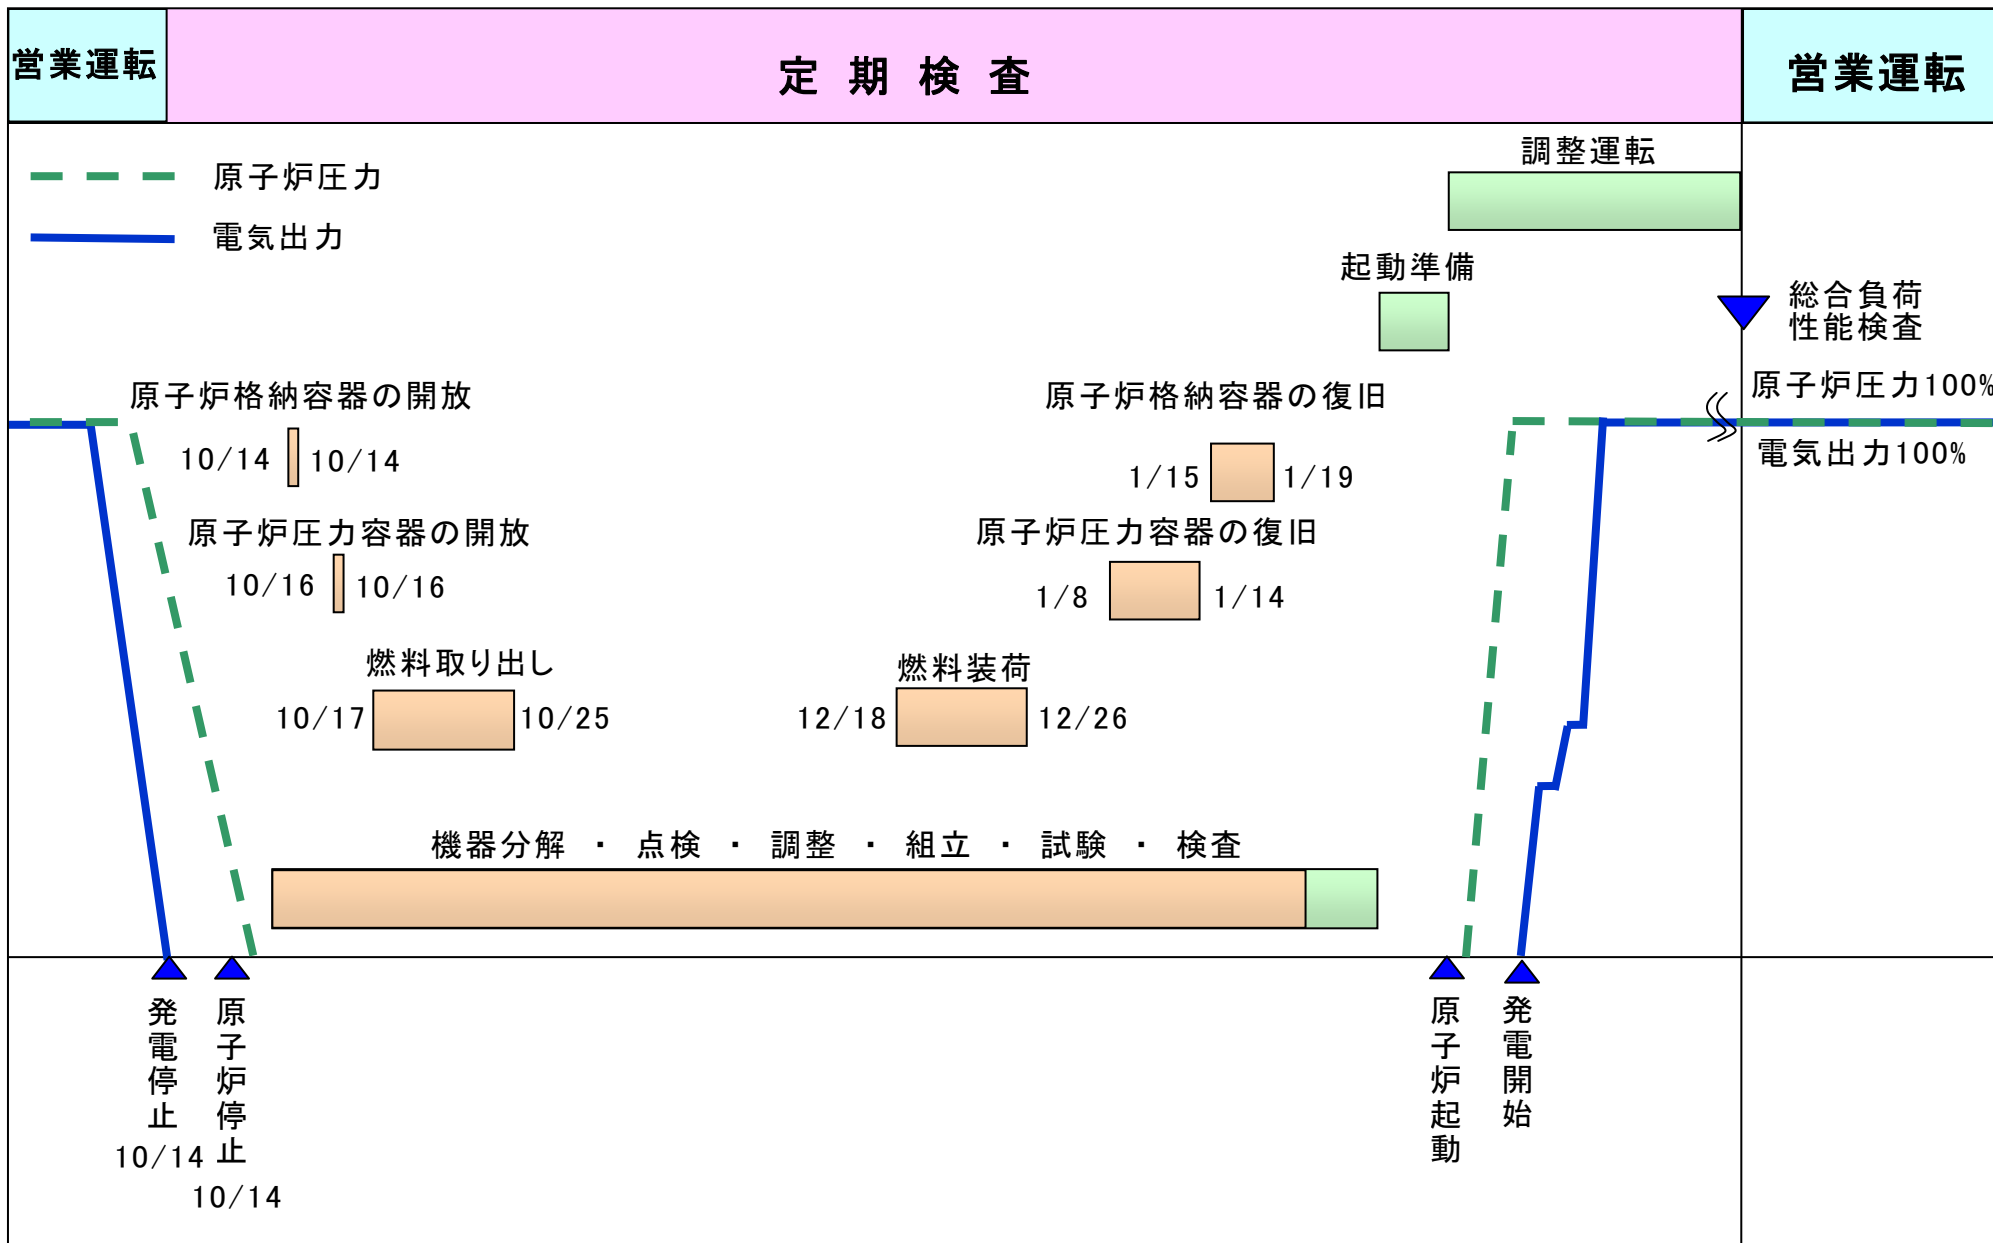 営業運転
定期検査
営業運転
原子炉圧力
電気出力
調整運転
起動準備
総合負荷
性能検査
原子炉圧力100%
電気出力100%
原子炉格納容器の開放
10/14
10/14
原子炉格納容器の復旧
1/15
1/19
原子炉圧力容器の開放
10/16
10/16
原子炉圧力容器の復旧
1/8
1/14
燃料取り出し
10/17
10/25
燃料装荷
12/18
12/26
機器分解 ・ 点検 ・ 調整 ・ 組立 ・ 試験 ・ 検査
発電停止
10/14
原子炉停止
10/14
原子炉起動
発電開始